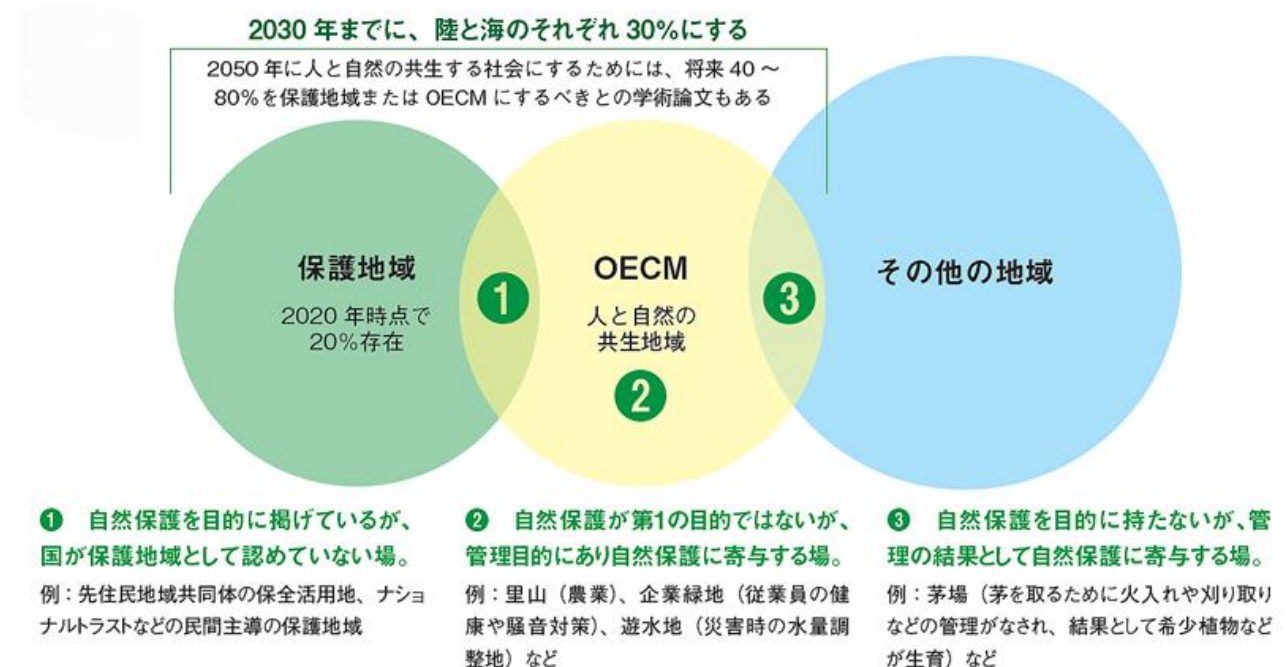 2030 年までに、陸と海のそれぞれ 30%にする
2050 年に人と自然の共生する社会にするためには、将来 40 〜
80%を保護地域または OECM にするべきとの学術論文もある
保護地域
2020 年時点で
20%存在
1
OECM
人と自然の
共生地域
2
3
その他の地域
❶ 自然保護を目的に掲げているが、
国が保護地域として認めていない場。
例：先住民地域共同体の保全活用地、ナショ
ナルトラストなどの民間主導の保護地域
❷ 自然保護が第1の目的ではないが、
管理目的にあり自然保護に寄与する場。
例：里山（農業）、企業緑地（従業員の健
康や騒音対策）、遊水地（災害時の水量調
整地）など
❸ 自然保護を目的に持たないが、管
理の結果として自然保護に寄与する場。
例：茅場（茅を取るために火入れや刈り取り
などの管理がなされ、結果として希少植物など
が生育）など